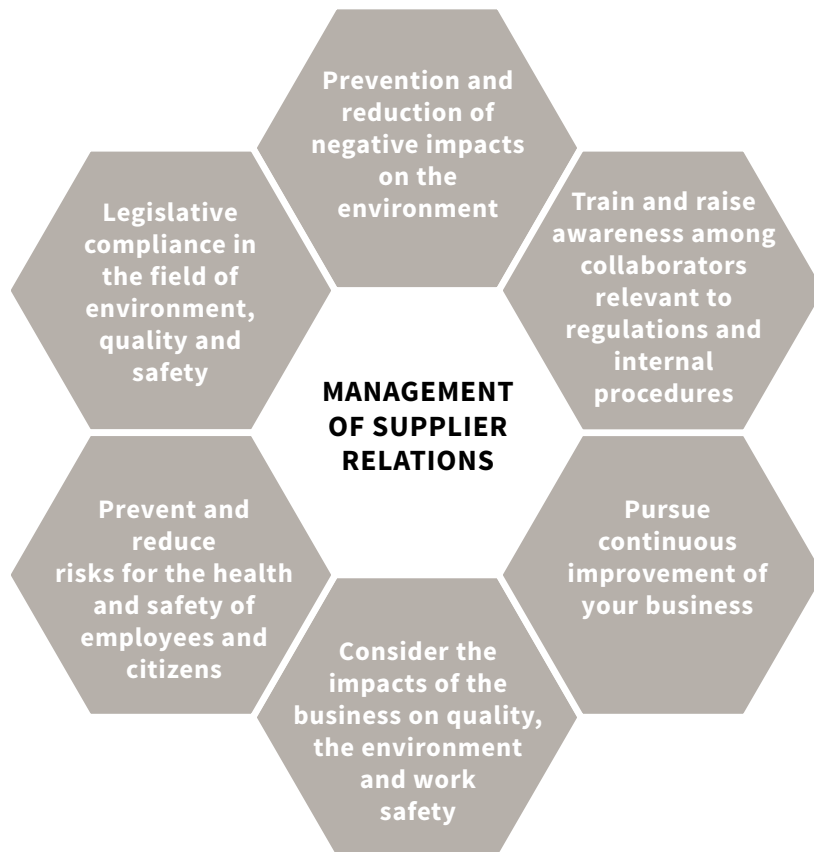 Prevention and
reduction of
negative impacts
on the
environment
Train and raise
awareness among
collaborators
relevant to
regulations and
internal
procedures
Pursue
continuous
improvement of
your business
Consider the
impacts of the
business on quality,
the environment
and work
safety
Prevent and
reduce
risks for the health
and safety of
employees and
citizens
Legislative
compliance in
the field of
environment,
quality and
safety
MANAGEMENT
OF SUPPLIER
RELATIONS